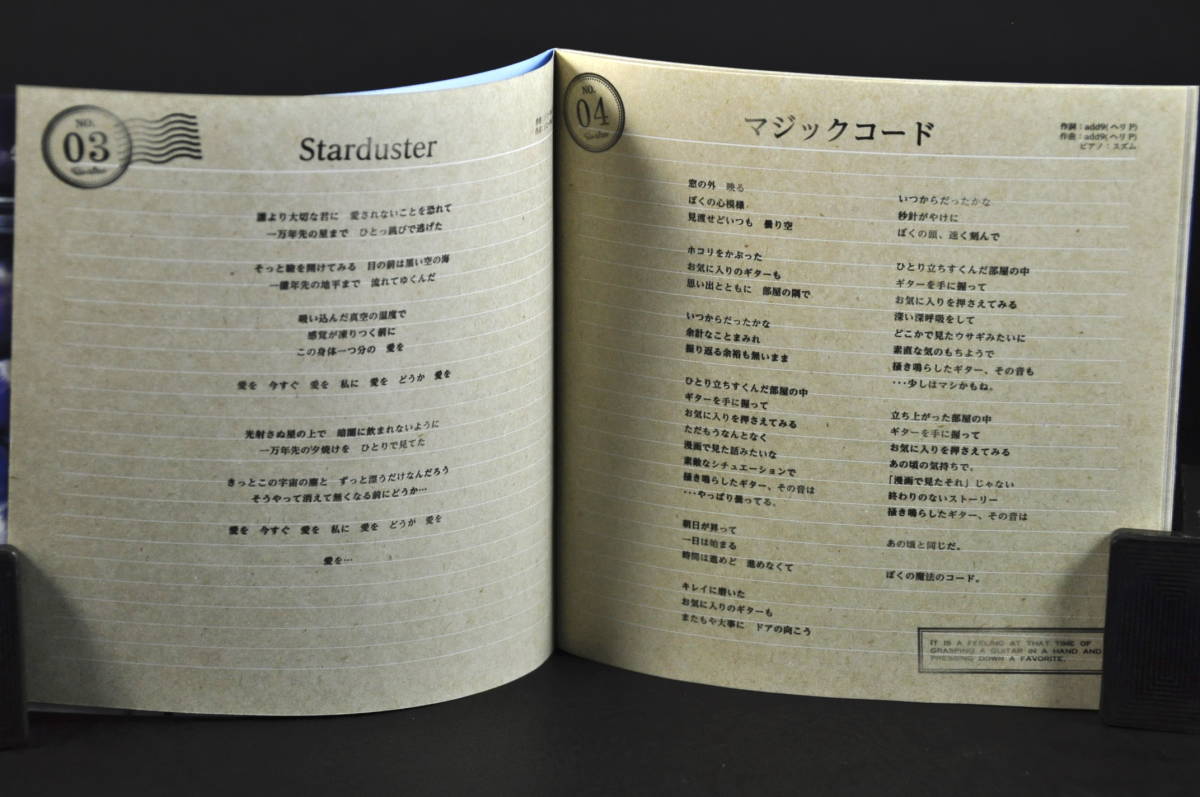 NO.
03
Starduster
誰より大切な君に 愛されないことを恐れて
一万年先の星まで ひとっ跳びで逃げた
そっと瞼を開けてみる 目の前は黒い空の海
一億年先の地平まで 流れてゆくんだ
吸い込んだ真空の温度で
感覚が凍りつく前に
この身体一つ分の 愛を
愛を 今すぐ 愛を 私に 愛を どうか 愛を
光射さぬ星の上で 暗闇に飲まれないように
一万年先の夕焼けを ひとりで見てた
きっとこの宇宙の塵と ずっと漂うだけなんだろう
そうやって消えて無くなる前にどうか…
愛を 今すぐ 愛を 私に 愛を どうか 愛を
愛を…
NO.
04
マジックコード
作詞：add9(ヘリP)
作曲：add9(ヘリP)
ピアノ：スズム
窓の外 映る
ぼくの心模様
見渡せどいつも 曇り空
ホコリをかぶった
お気に入りのギターも
思い出とともに 部屋の隅で
いつからだったかな
余計なことまみれ
振り返る余裕も無いまま
ひとり立ちすくんだ部屋の中
ギターを手に握って
お気に入りを押さえてみる
ただもうなんとなく
漫画で見た話みたいな
素敵なシチュエーションで
掻き鳴らしたギター、その音は
･･･やっぱり曇ってる。
朝日が昇って
一日は始まる
時間は進めど 進めなくて
キレイに磨いた
お気に入りのギターも
またもや大事に ドアの向こう
いつからだったかな
秒針がやけに
ぼくの頭、速く刻んで
ひとり立ちすくんだ部屋の中
ギターを手に握って
お気に入りを押さえてみる
深い深呼吸をして
どこかで見たウサギみたいに
素直な気のもちようで
掻き鳴らしたギター、その音も
･･･少しはマシかもね。
立ち上がった部屋の中
ギターを手に握って
お気に入りを押さえてみる
あの頃の気持ちで。
「漫画で見たそれ」じゃない
終わりのないストーリー
掻き鳴らしたギター、その音は
あの頃と同じだ。
ぼくの魔法のコード。
IT IS A FEELING AT THAT TIME OF
GRASPING A GUITAR IN A HAND AND
PRESSING DOWN A FAVORITE.